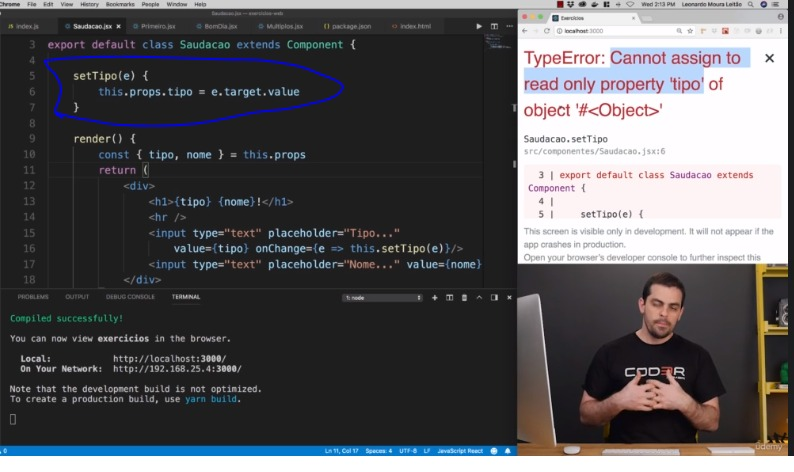 Chrome File Edit View History Bookmarks People Window Help
Wed 2:13 PM Leonardo Moura Leitão
Saudacao.jsx — exercicios-web
index.js
Saudacao.jsx ×
Primeiro.jsx
BomDia.jsx
Multiplos.jsx
package.json
index.html
3 export default class Saudacao extends Component {
4
5 setTipo(e) {
6 this.props.tipo = e.target.value
7 }
8
9 render() {
10 const { tipo, nome } = this.props
11 return (
12 <div>
13 <h1>{tipo} {nome}!</h1>
14 <hr />
15 <input type="text" placeholder="Tipo..."
16 value={tipo} onChange={e => this.setTipo(e)}/>
17 <input type="text" placeholder="Nome..." value={nome}
18 </div>
PROBLEMS OUTPUT DEBUG CONSOLE TERMINAL
1: node
Compiled successfully!
You can now view exercicios in the browser.
Local: http://localhost:3000/
On Your Network: http://192.168.25.4:3000/
Note that the development build is not optimized.
To create a production build, use yarn build.
0
Ln 11, Col 17 Spaces: 4 UTF-8 LF JavaScript React
Exercicios
localhost:3000
TypeError: Cannot assign to
read only property 'tipo' of
object '#<Object>'
×
Saudacao.setTipo
src/componentes/Saudacao.jsx:6
3 | export default class Saudacao extends
Component {
4 |
5 | setTipo(e) {
This screen is visible only in development. It will not appear if the
app crashes in production.
Open your browser's developer console to further inspect this
COD3R
udemy